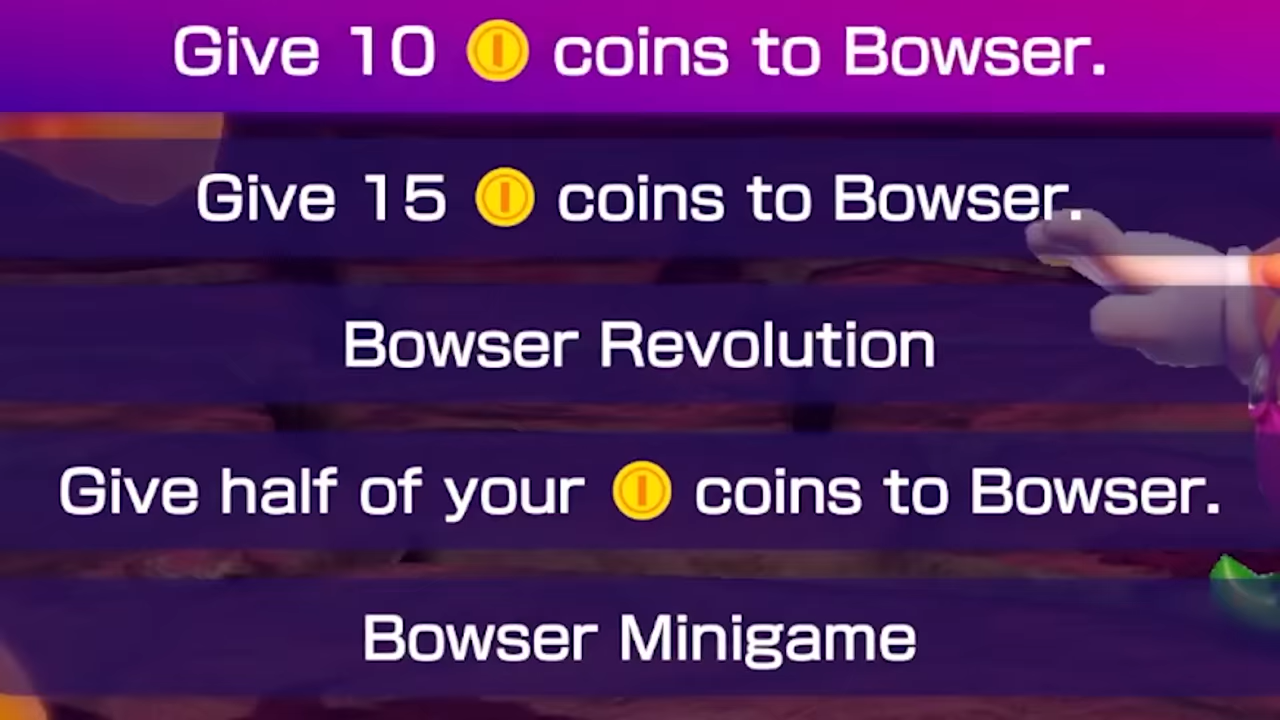 Give 10 coins to Bowser.
Give 15 coins to Bowser.
Bowser Revolution
Give half of your coins to Bowser.
Bowser Minigame